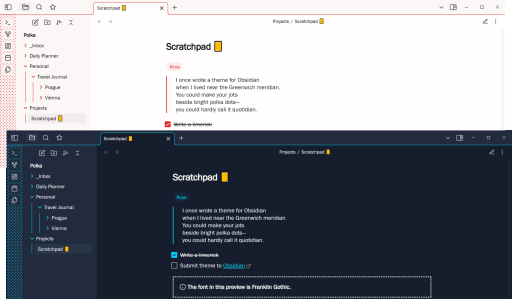 Scratchpad
Projects / Scratchpad
Polka
_Inbox
Daily Planner
Personal
Travel Journal
Prague
Vienna
Projects
Scratchpad
Scratchpad
#poa
I once wrote a theme for Obsidian
when I lived near the Greenwich meridian.
You could make your jots
beside bright polka dots—
you could hardly call it quotidian.
Write a limerick
Scratchpad
Projects / Scratchpad
Polka
_Inbox
Daily Planner
Personal
Travel Journal
Prague
Vienna
Projects
Scratchpad
Scratchpad
I once wrote a theme for Obsidian
when I lived near the Greenwich meridian.
You could make your jots
beside bright polka dots—
you could hardly call it quotidian.
Write a limerick
Submit theme to Obsidian
The font in this preview is Franklin Gothic.